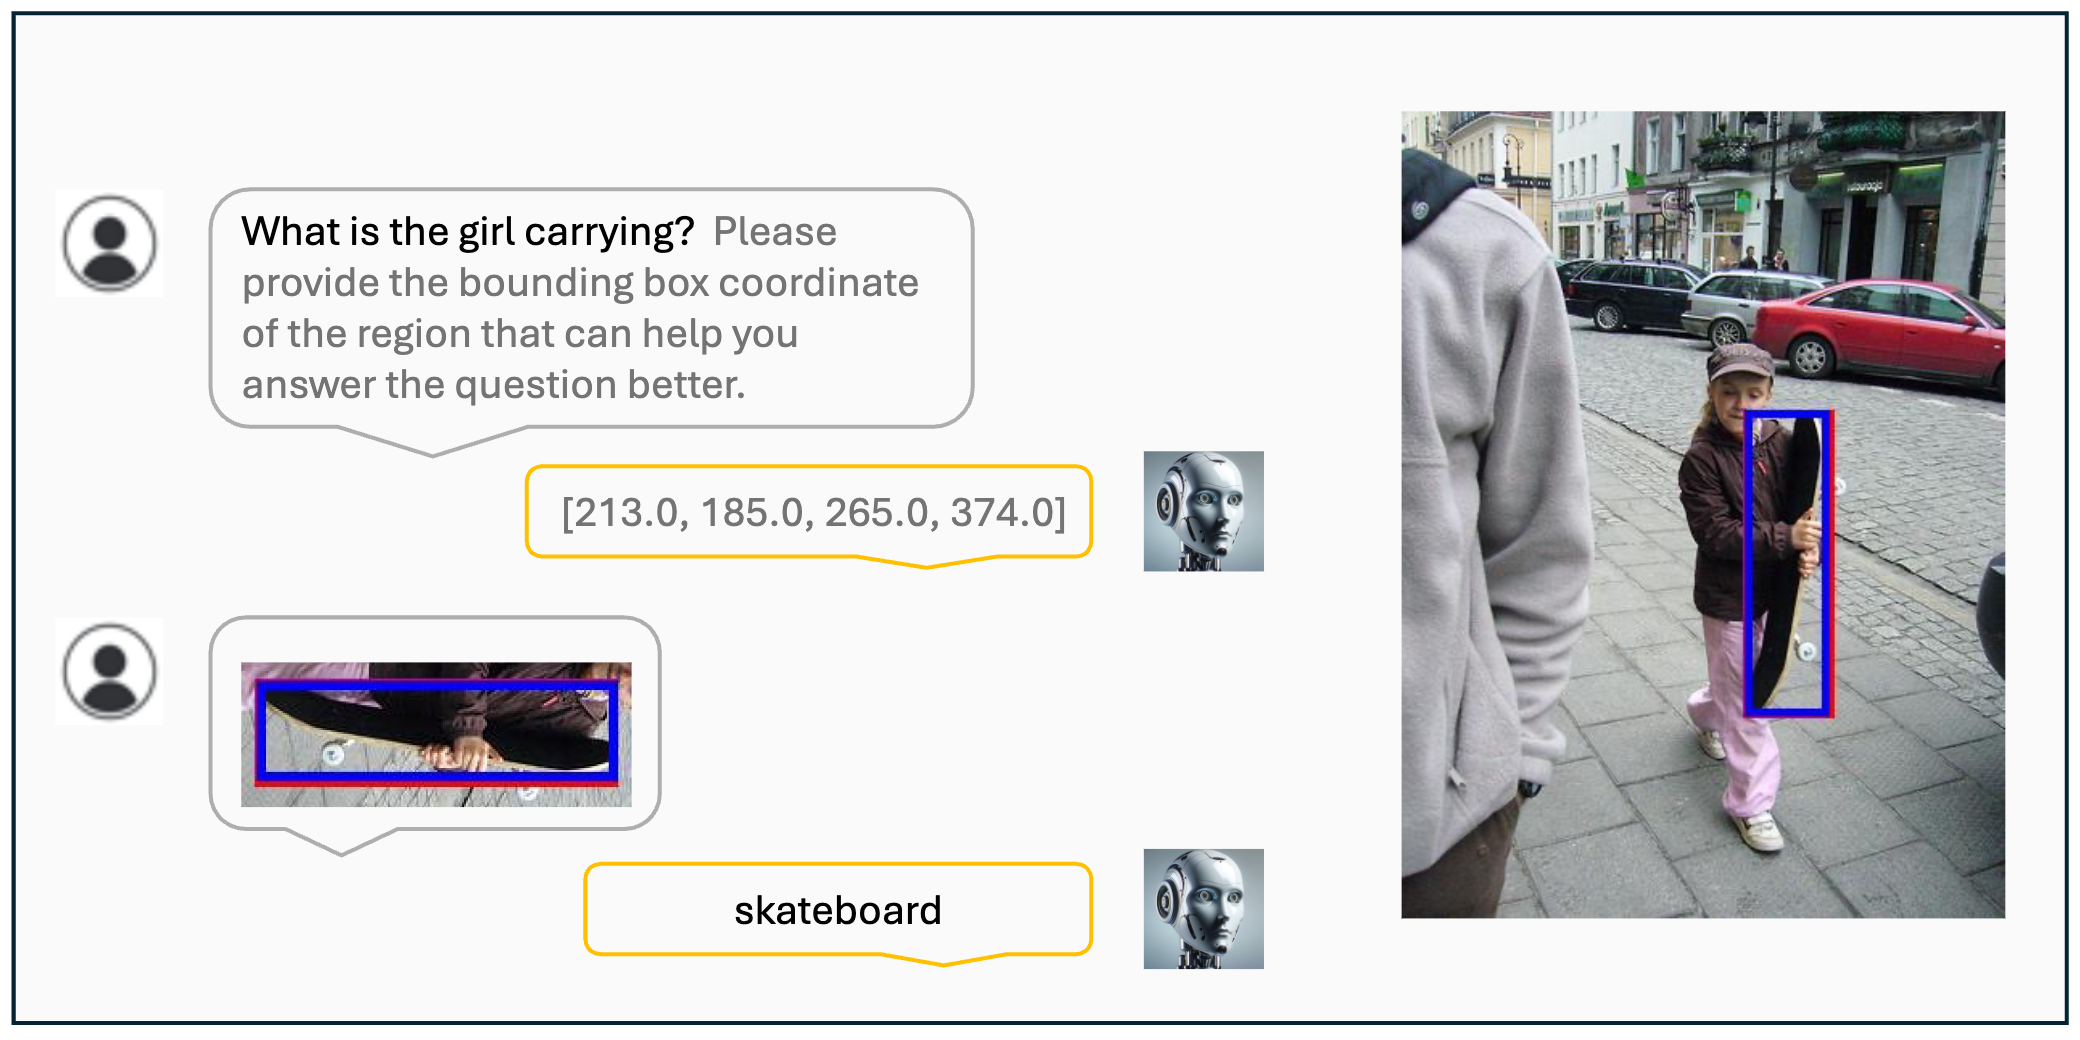 What is the girl carrying? Please
provide the bounding box coordinate
of the region that can help you
answer the question better.
[213.0, 185.0, 265.0, 374.0]
skateboard